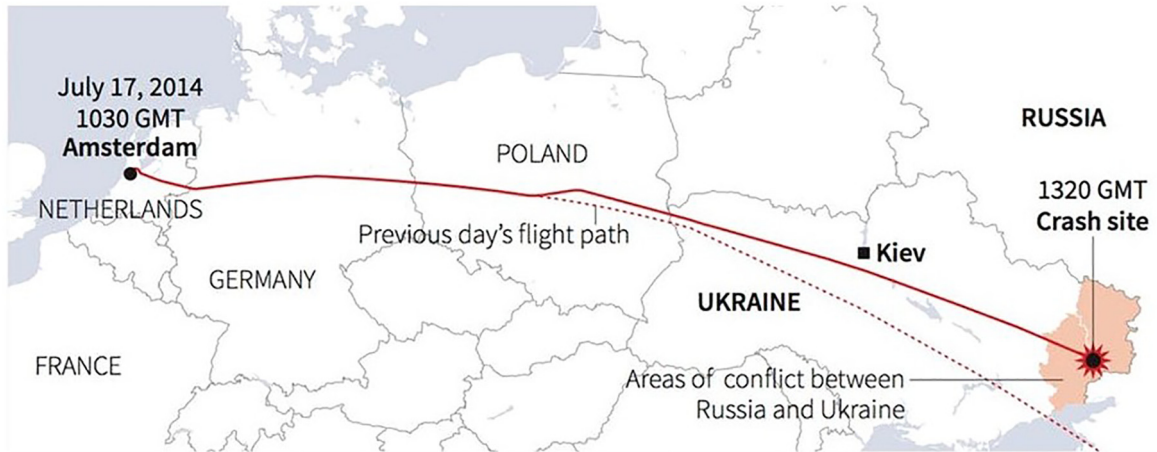 July 17, 2014
1030 GMT
Amsterdam
NETHERLANDS
GERMANY
FRANCE
POLAND
Previous day's flight path
RUSSIA
1320 GMT
Crash site
Kiev
UKRAINE
Areas of conflict between
Russia and Ukraine